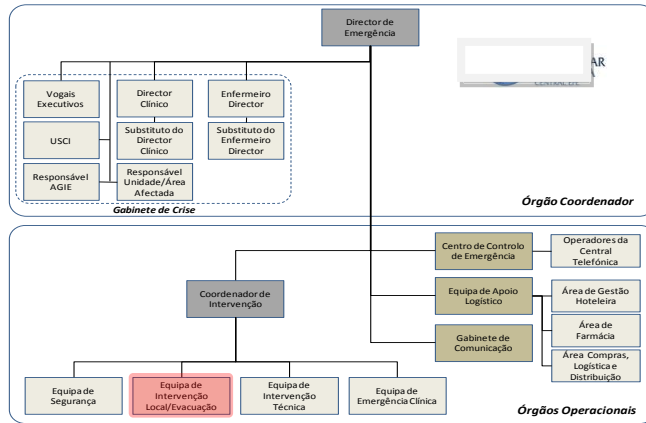 Director de
Emergência
AR
CENTRAL EPE
Vogais
Executivos
Director
Clínico
Enfermeiro
Director
USCI
Substituto do
Director
Clínico
Substituto do
Enfermeiro
Director
Responsável
AGIE
Responsável
Unidade/Área
Afectada
Gabinete de Crise
Órgão Coordenador
Centro de Controlo
de Emergência
Operadores da
Central
Telefónica
Coordenador de
Intervenção
Equipa de Apoio
Logístico
Área de Gestão
Hoteleira
Gabinete de
Comunicação
Área de
Farmácia
Área Compras,
Logística e
Distribuição
Equipa de
Segurança
Equipa de
Intervenção
Local/Evacuação
Equipa de
Intervenção
Técnica
Equipa de
Emergência Clínica
Órgãos Operacionais